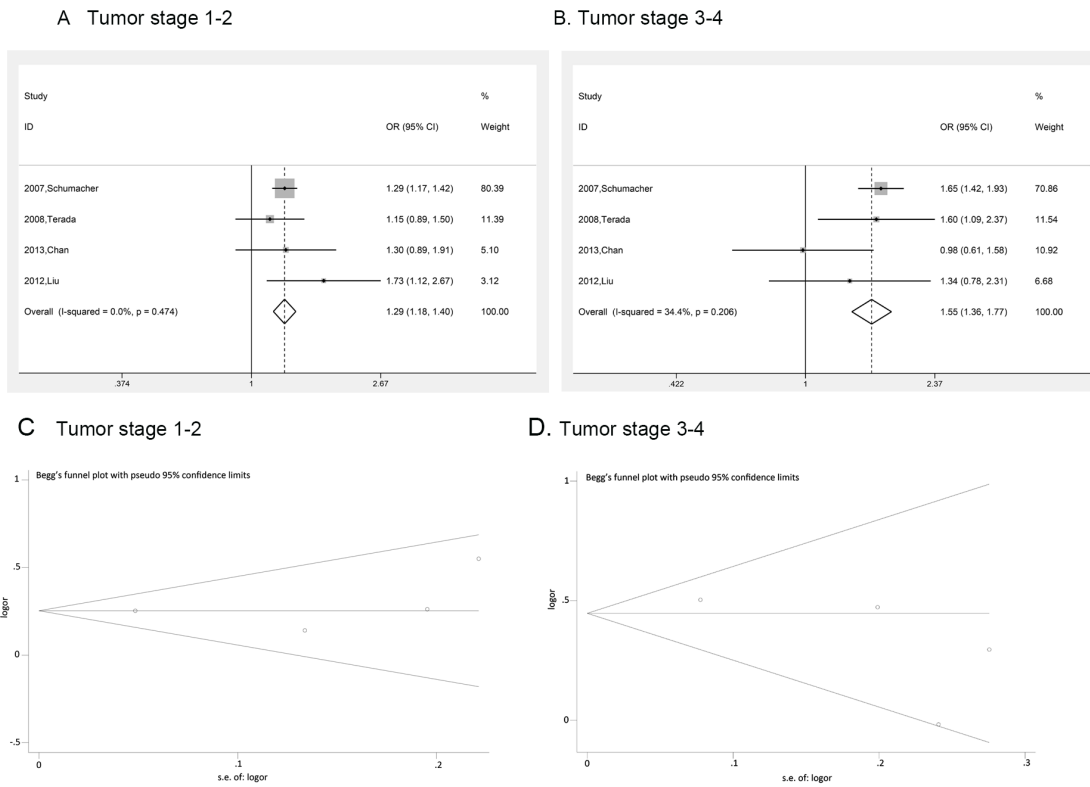 A Tumor stage 1-2
Study %
ID OR (95% CI) Weight
2007,Schumacher 1.29 (1.17, 1.42) 80.39
2008,Terada 1.15 (0.89, 1.50) 11.39
2013,Chan 1.30 (0.89, 1.91) 5.10
2012,Liu 1.73 (1.12, 2.67) 3.12
Overall (I-squared = 0.0%, p = 0.474) 1.29 (1.18, 1.40) 100.00
.374 1 2.67
B. Tumor stage 3-4
Study %
ID OR (95% CI) Weight
2007,Schumacher 1.65 (1.42, 1.93) 70.86
2008,Terada 1.60 (1.09, 2.37) 11.54
2013,Chan 0.98 (0.61, 1.58) 10.92
2012,Liu 1.34 (0.78, 2.31) 6.68
Overall (I-squared = 34.4%, p = 0.206) 1.55 (1.36, 1.77) 100.00
.422 1 2.37
C Tumor stage 1-2
Begg's funnel plot with pseudo 95% confidence limits
1
.5
logor
0
-.5
0 .1 .2
s.e. of: logor
D. Tumor stage 3-4
Begg's funnel plot with pseudo 95% confidence limits
1
logor
.5
0
0 .1 .2 .3
s.e. of: logor